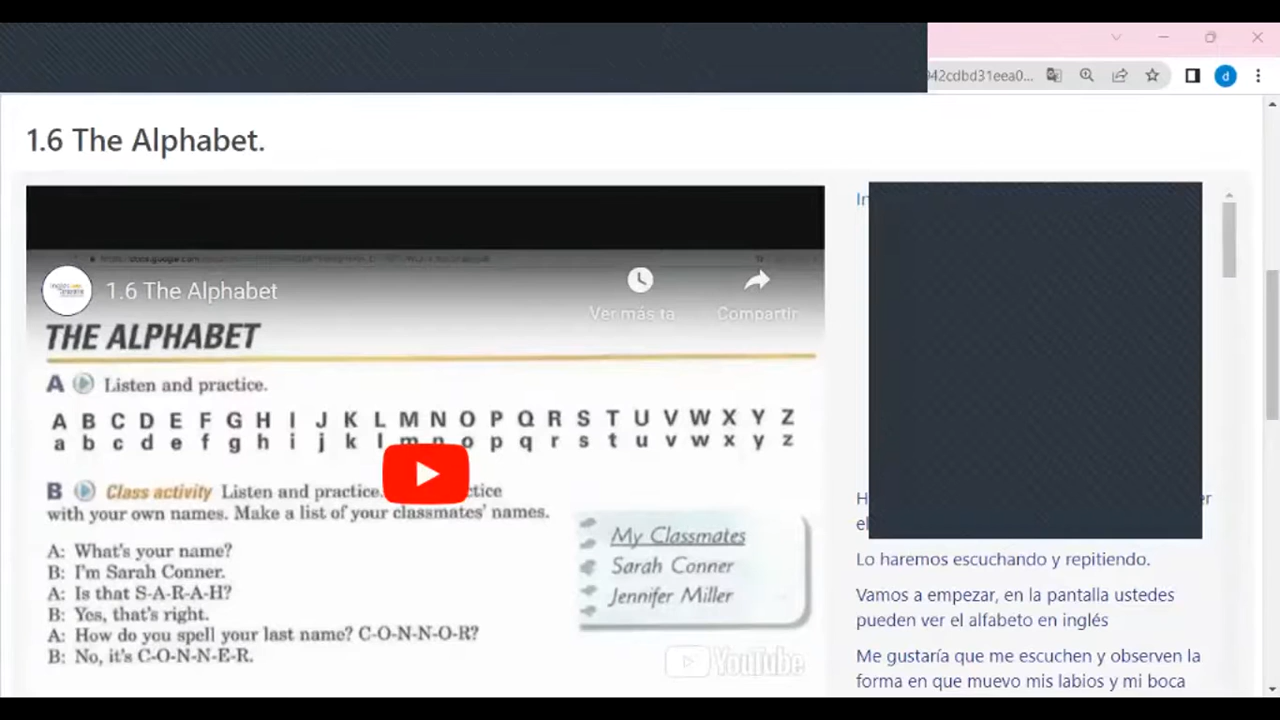 942cdbd31eea0...
d
1.6 The Alphabet.
1.6 The Alphabet
Ver más ta
Compartir
THE ALPHABET
A Listen and practice.
A B C D E F G H I J K L M N O P Q R S T U V W X Y Z
a b c d e f g h i j k l m n o p q r s t u v w x y z
B Class activity Listen and practice.
with your own names. Make a list of your classmates' names.
A: What's your name?
B: I'm Sarah Conner.
A: Is that S-A-R-A-H?
B: Yes, that's right.
A: How do you spell your last name? C-O-N-N-O-R?
B: No, it's C-O-N-N-E-R.
My Classmates
Sarah Conner
Jennifer Miller
YouTube
Lo haremos escuchando y repitiendo.
Vamos a empezar, en la pantalla ustedes
pueden ver el alfabeto en inglés
Me gustaría que me escuchen y observen la
forma en que muevo mis labios y mi boca